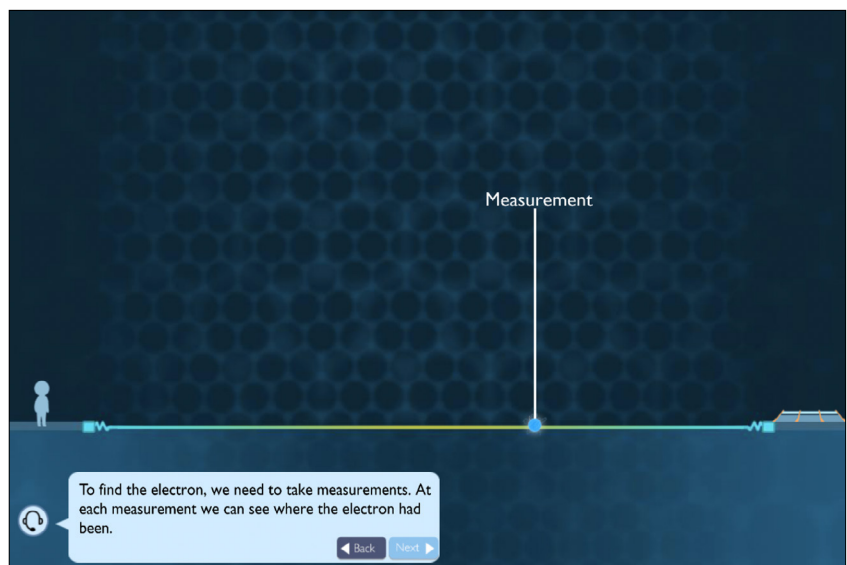 Measurement
To find the electron, we need to take measurements. At
each measurement we can see where the electron had
been.
Back Next